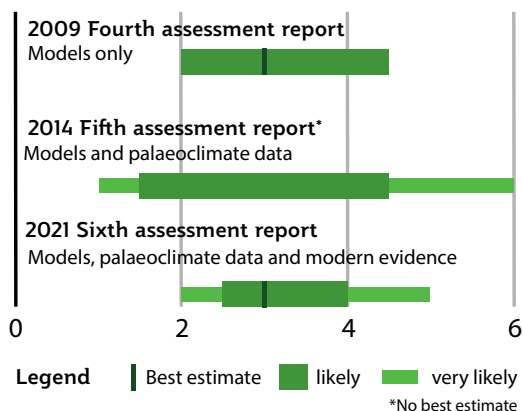 2009 Fourth assessment report
Models only
2014 Fifth assessment report*
Models and palaeoclimate data
2021 Sixth assessment report
Models, palaeoclimate data and modern evidence
0 2 4 6
Legend Best estimate likely very likely
*No best estimate